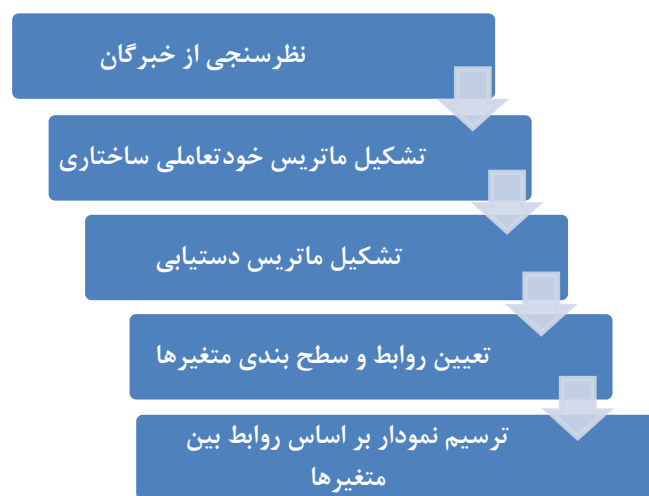 نظرسنجی از خبرگان
تشکیل ماتریس خودتعاملی ساختاری
تشکیل ماتریس دستیابی
تعیین روابط و سطح بندی متغیرها
ترسیم نمودار بر اساس روابط بین
متغیرها